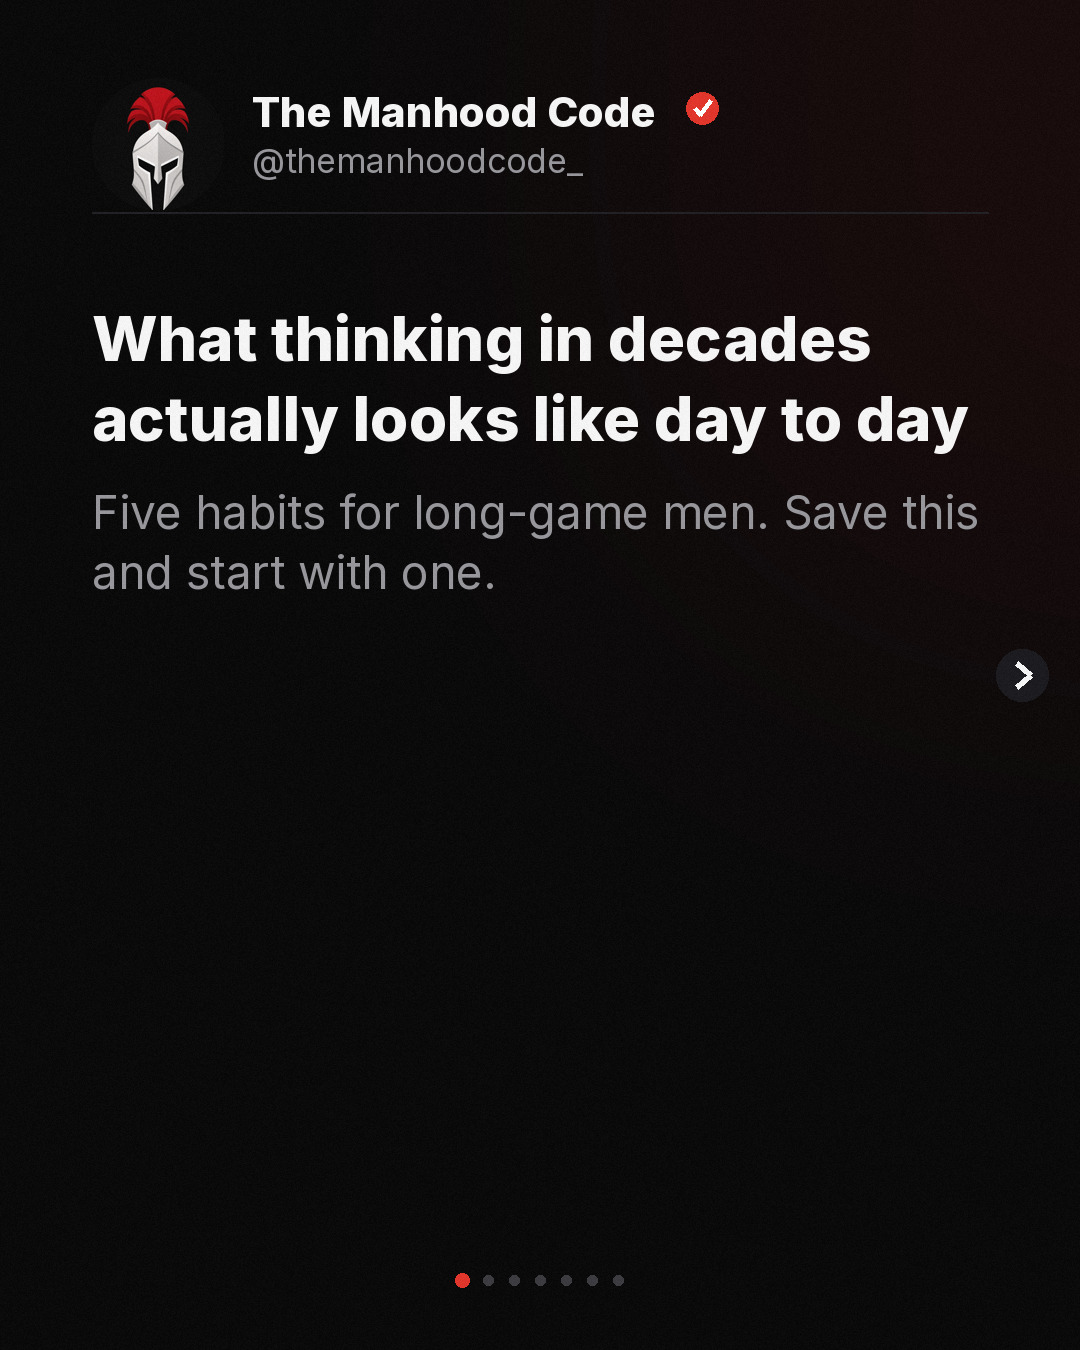 The Manhood Code
@themanhoodcode_
What thinking in decades
actually looks like day to day
Five habits for long-game men. Save this
and start with one.